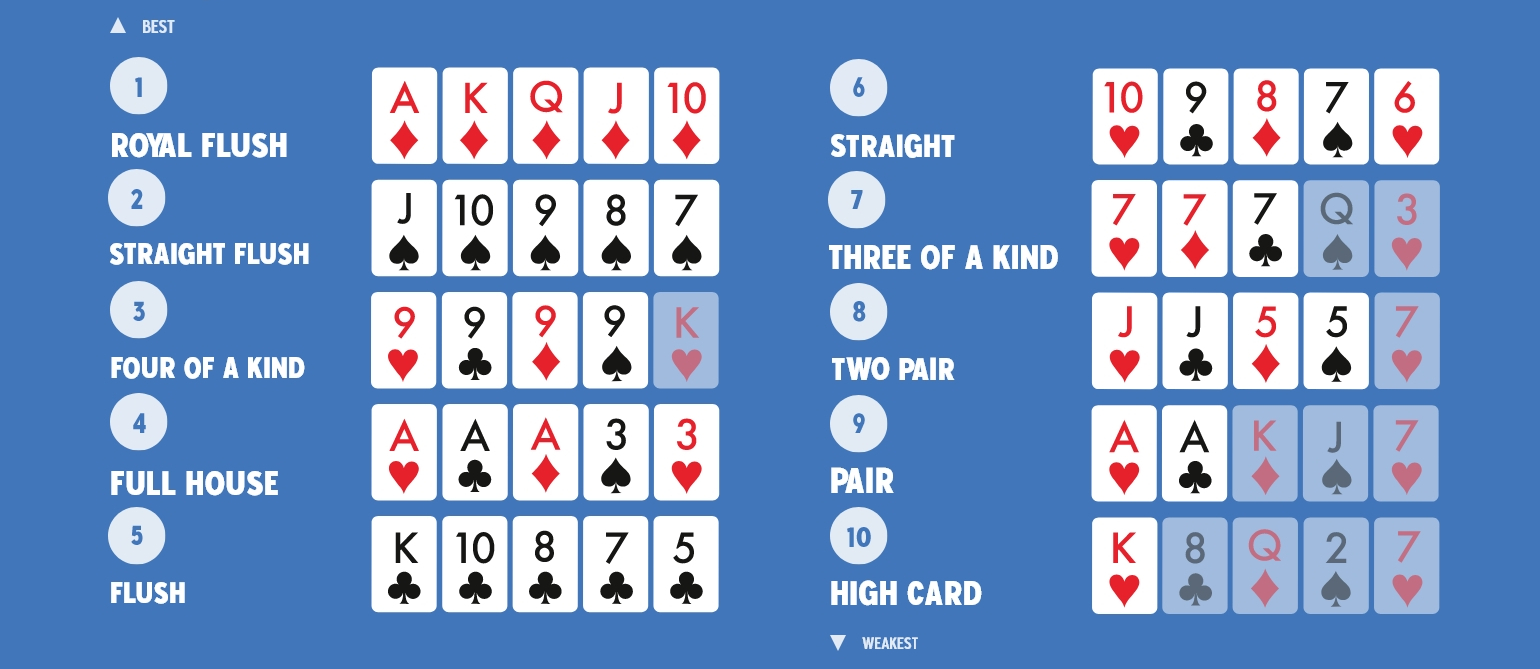 ▲ BEST
1
ROYAL FLUSH
A K Q J 10
2
STRAIGHT FLUSH
J 10 9 8 7
3
FOUR OF A KIND
9 9 9 9 K
4
FULL HOUSE
A A A 3 3
5
FLUSH
K 10 8 7 5
6
STRAIGHT
10 9 8 7 6
7
THREE OF A KIND
7 7 7 Q 3
8
TWO PAIR
J J 5 5 7
9
PAIR
A A K J 7
10
HIGH CARD
K 8 Q 2 7
▼ WEAKEST